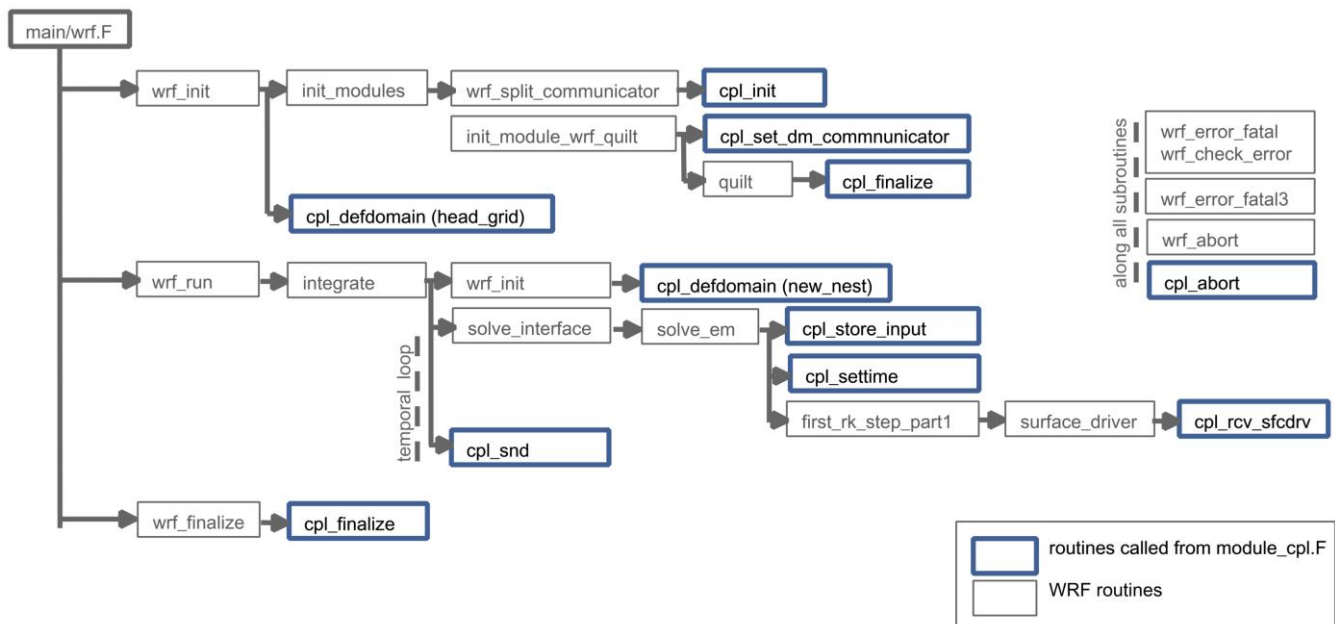 main/wrf.F
wrf_init
init_modules
wrf_split_communicator
cpl_init
init_module_wrf_quilt
cpl_set_dm_commnunicator
quilt
cpl_finalize
cpl_defdomain (head_grid)
wrf_run
integrate
wrf_init
cpl_defdomain (new_nest)
solve_interface
solve_em
cpl_store_input
cpl_settime
first_rk_step_part1
surface_driver
cpl_rcv_sfcdrv
temporal loop
cpl_snd
wrf_finalize
cpl_finalize
along all subroutines
wrf_error_fatal
wrf_check_error
wrf_error_fatal3
wrf_abort
cpl_abort
routines called from module_cpl.F
WRF routines